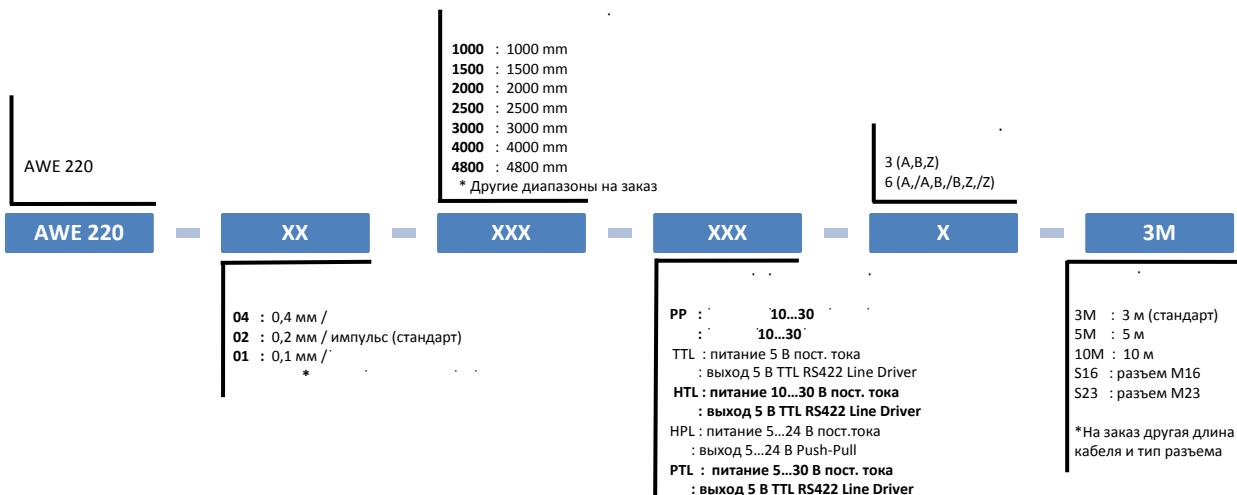 1000 : 1000 mm
1500 : 1500 mm
2000 : 2000 mm
2500 : 2500 mm
3000 : 3000 mm
4000 : 4000 mm
4800 : 4800 mm
* Другие диапазоны на заказ
AWE 220
3 (A,B,Z)
6 (A,/A,B,/B,Z,/Z)
AWE 220 - XX - XXX - XXX - X - 3M
04 : 0,4 мм /
02 : 0,2 мм / импульс (стандарт)
01 : 0,1 мм /
*
PP : 10...30
: 10...30
TTL : питание 5 В пост. тока
: выход 5 В TTL RS422 Line Driver
HTL : питание 10...30 В пост. тока
: выход 5 В TTL RS422 Line Driver
HPL : питание 5...24 В пост.тока
: выход 5...24 В Push-Pull
PTL : питание 5...30 В пост. тока
: выход 5 В TTL RS422 Line Driver
3M : 3 м (стандарт)
5M : 5 м
10M : 10 м
S16 : разъем M16
S23 : разъем M23
*На заказ другая длина
кабеля и тип разъема